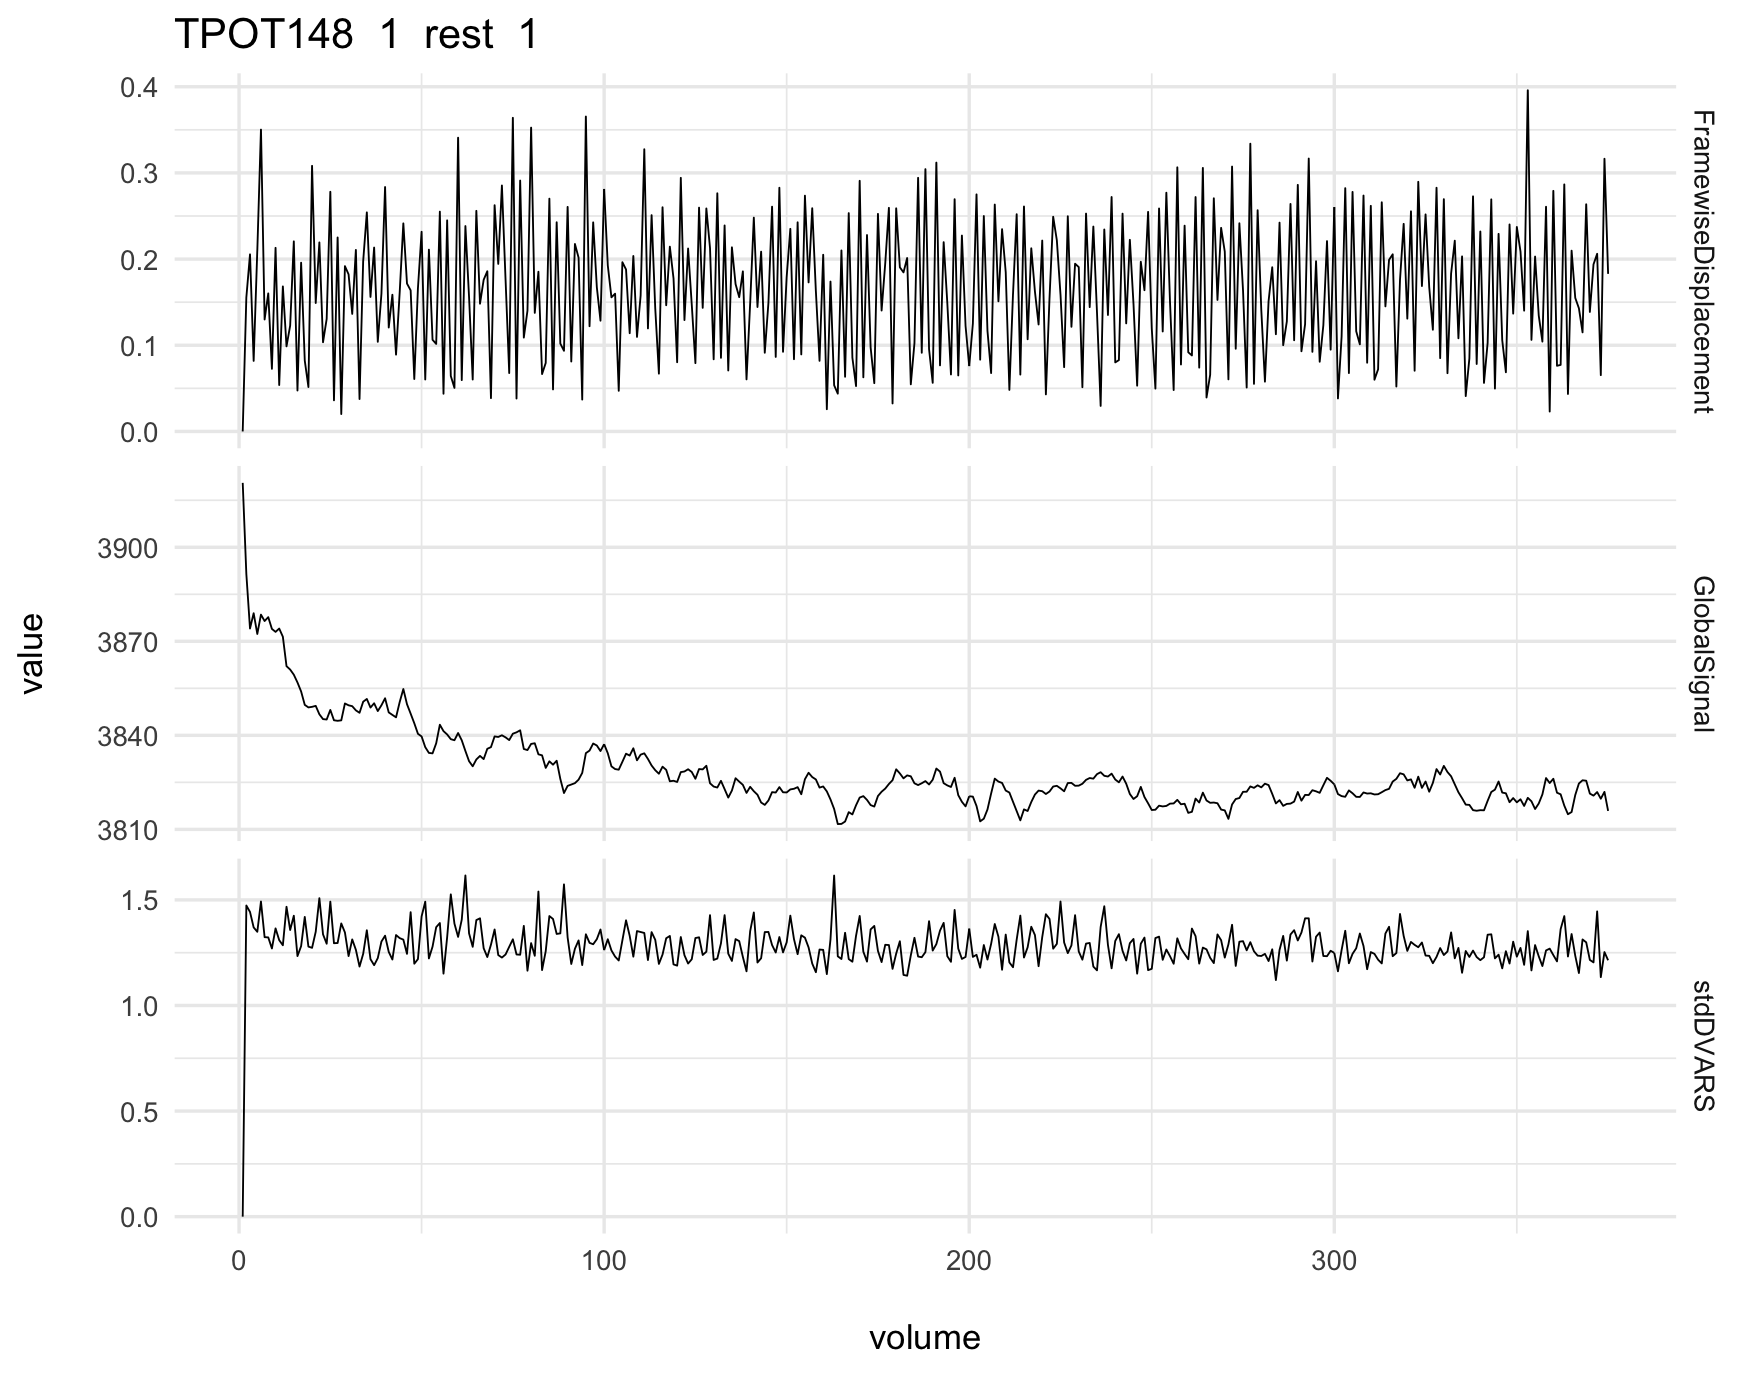 TPOT148 1 rest 1
0.4
0.3
0.2
0.1
0.0
FramewiseDisplacement
3900
3870
3840
3810
GlobalSignal
1.5
1.0
0.5
0.0
stdDVARS
0 100 200 300
volume
value